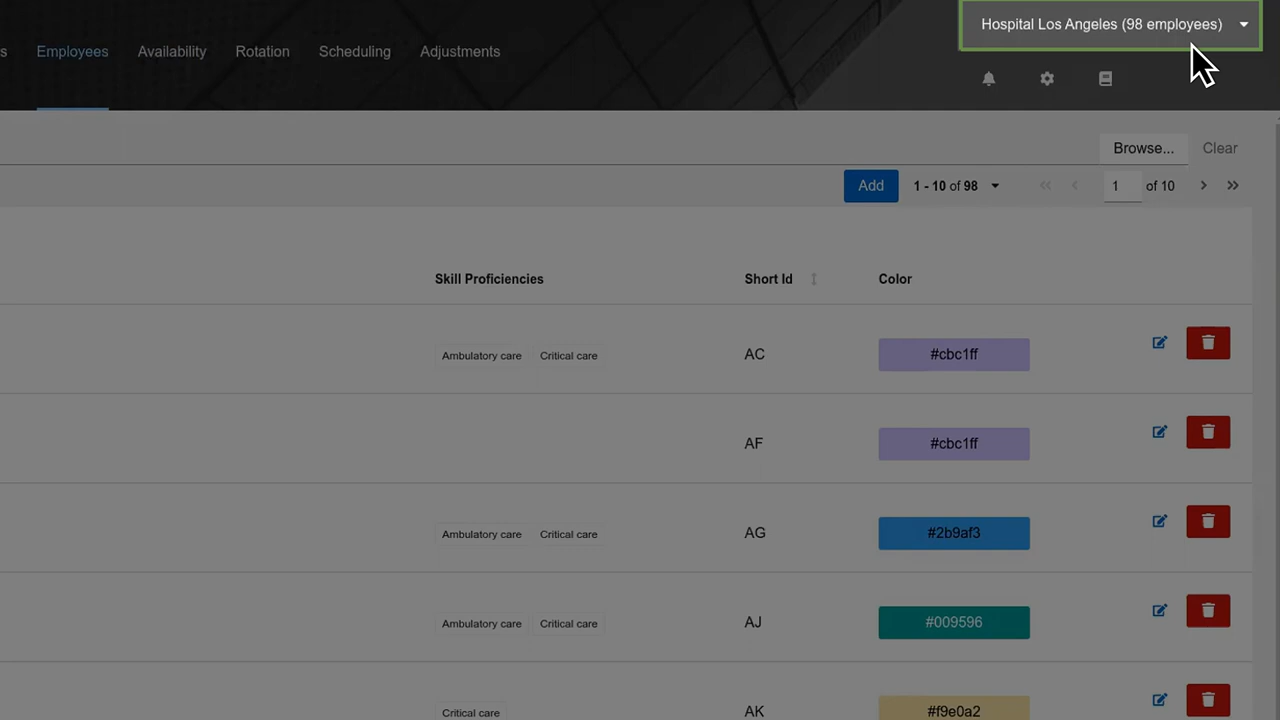 Hospital Los Angeles (98 employees)
s Employees Availability Rotation Scheduling Adjustments
Browse... Clear
Add 1 - 10 of 98 1 of 10
Skill Proficiencies Short Id Color
Ambulatory care Critical care AC #cbc1ff
AF #cbc1ff
Ambulatory care Critical care AG #2b9af3
Ambulatory care Critical care AJ #009596
Critical care AK #f9e0a2